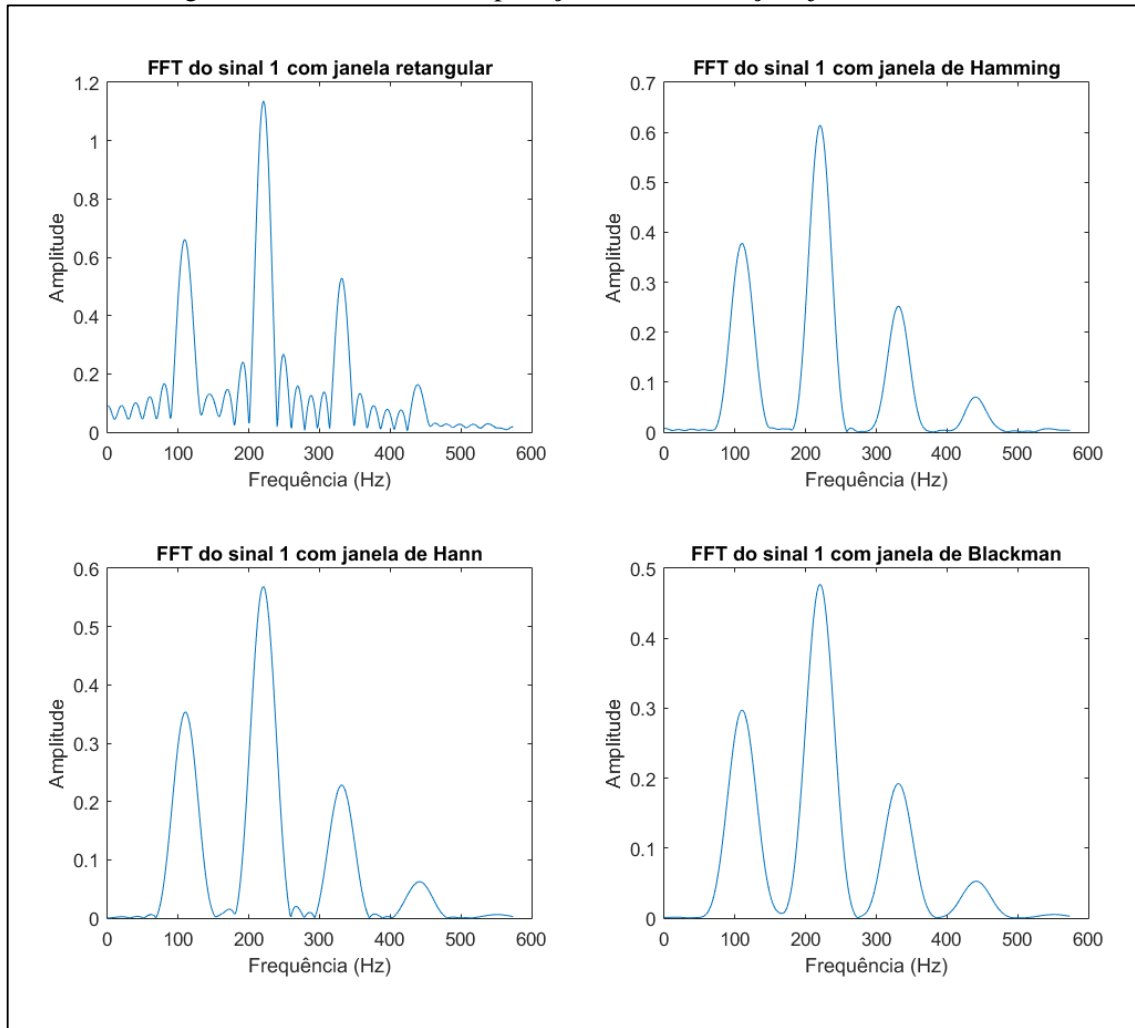 FFT do sinal 1 com janela retangular
1.2
1
0.8
0.6
0.4
0.2
0
Amplitude
0 100 200 300 400 500 600
Frequência (Hz)
FFT do sinal 1 com janela de Hamming
0.7
0.6
0.5
0.4
0.3
0.2
0.1
0
Amplitude
0 100 200 300 400 500 600
Frequência (Hz)
FFT do sinal 1 com janela de Hann
0.6
0.5
0.4
0.3
0.2
0.1
0
Amplitude
0 100 200 300 400 500 600
Frequência (Hz)
FFT do sinal 1 com janela de Blackman
0.5
0.4
0.3
0.2
0.1
0
Amplitude
0 100 200 300 400 500 600
Frequência (Hz)